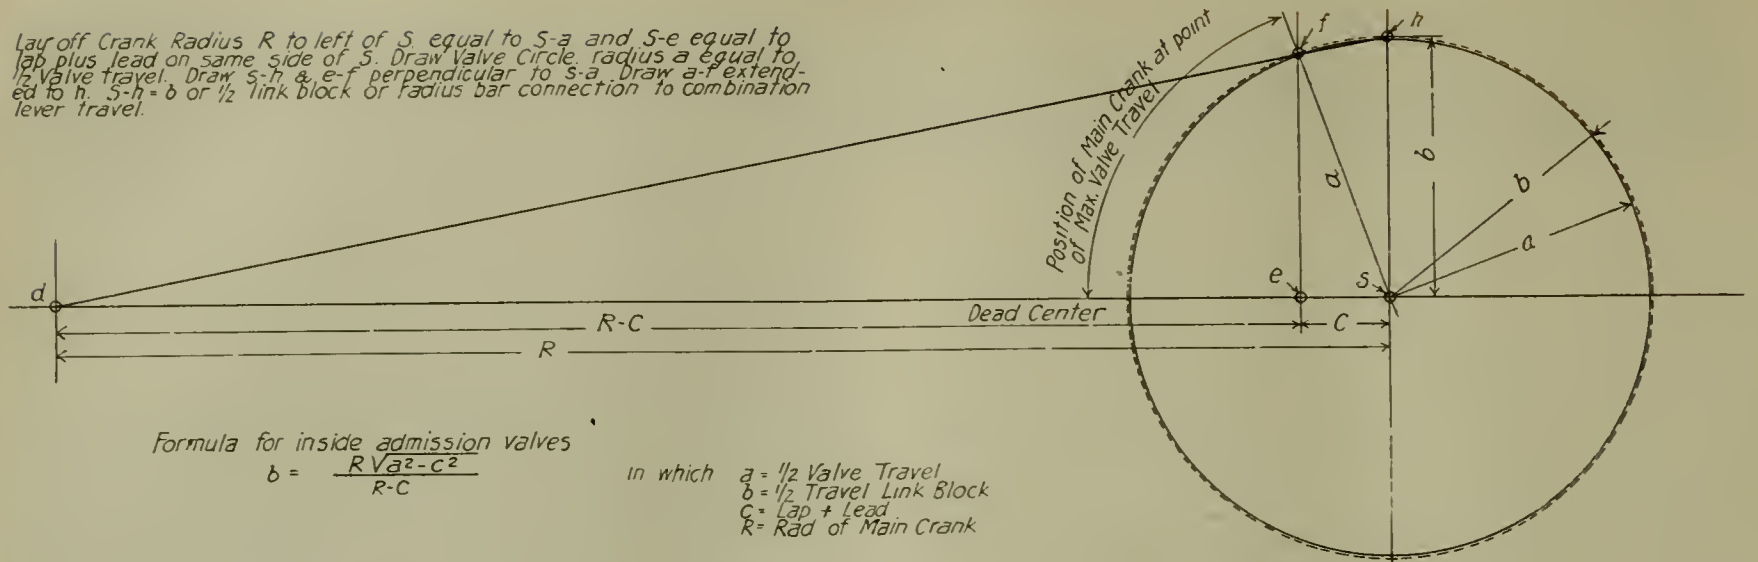 Lay off Crank Radius R to left of S equal to S-a and S-e equal to
lap plus lead on same side of S. Draw Valve Circle. radius a equal to
1/2 Valve travel. Draw s-h & e-f perpendicular to s-a. Draw a-f extend-
ed to h. S-h = b or 1/2 link block or radius bar connection to combination
lever travel.
Position of Main Crank at point
of Max. Valve Travel
f
h
a
b
b
a
d
e
S
Dead Center
R-C
C
R
Formula for inside admission valves
b = R√a²-c² / R-C
in which a = 1/2 Valve Travel
b = 1/2 Travel Link Block
C = Lap + Lead
R = Rad of Main Crank